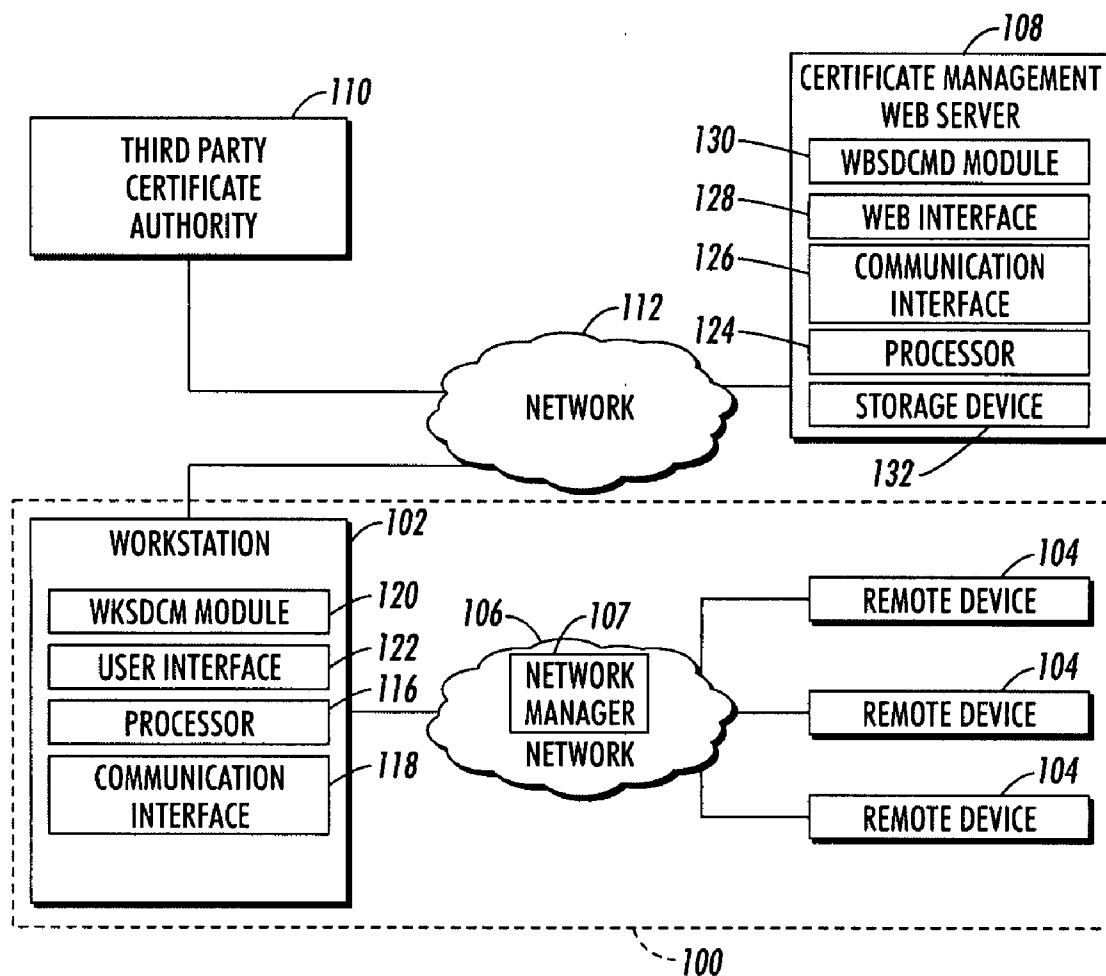 108
CERTIFICATE MANAGEMENT
WEB SERVER
130
WBSDCMD MODULE
128
WEB INTERFACE
126
COMMUNICATION
INTERFACE
124
PROCESSOR
STORAGE DEVICE
132
110
THIRD PARTY
CERTIFICATE
AUTHORITY
112
NETWORK
102
WORKSTATION
WKSDCM MODULE
120
USER INTERFACE
122
PROCESSOR
116
COMMUNICATION
INTERFACE
118
106
107
NETWORK
MANAGER
NETWORK
104
REMOTE DEVICE
104
REMOTE DEVICE
104
REMOTE DEVICE
100